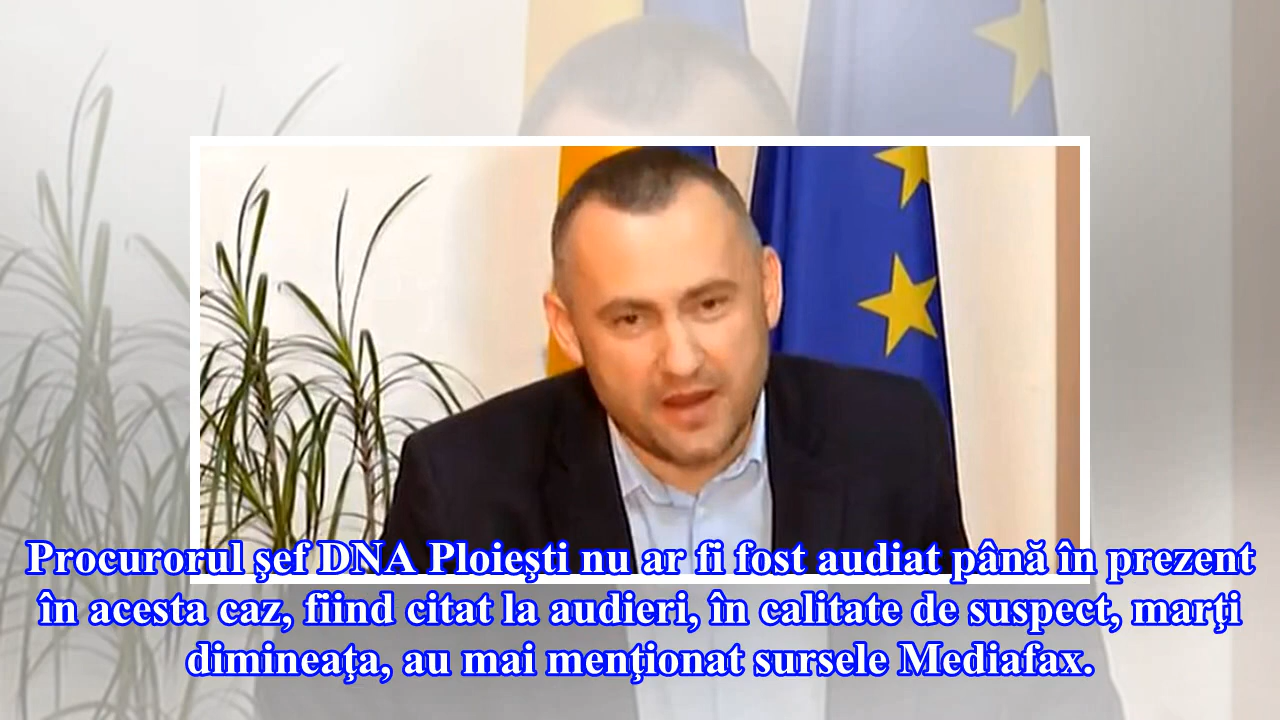 Procurorul şef DNA Ploieşti nu ar fi fost audiat până în prezent
în acesta caz, fiind citat la audieri, în calitate de suspect, marţi
dimineaţa, au mai menţionat sursele Mediafax.